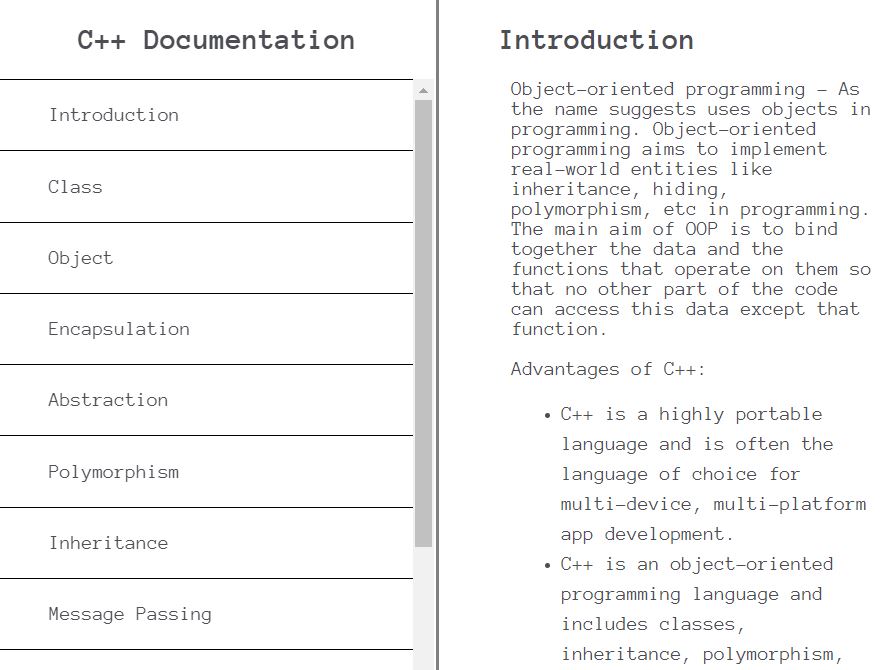 C++ Documentation
Introduction
Class
Object
Encapsulation
Abstraction
Polymorphism
Inheritance
Message Passing
Introduction
Object-oriented programming - As
the name suggests uses objects in
programming. Object-oriented
programming aims to implement
real-world entities like
inheritance, hiding,
polymorphism, etc in programming.
The main aim of OOP is to bind
together the data and the
functions that operate on them so
that no other part of the code
can access this data except that
function.
Advantages of C++:
• C++ is a highly portable
language and is often the
language of choice for
multi-device, multi-platform
app development.
• C++ is an object-oriented
programming language and
includes classes,
inheritance, polymorphism,